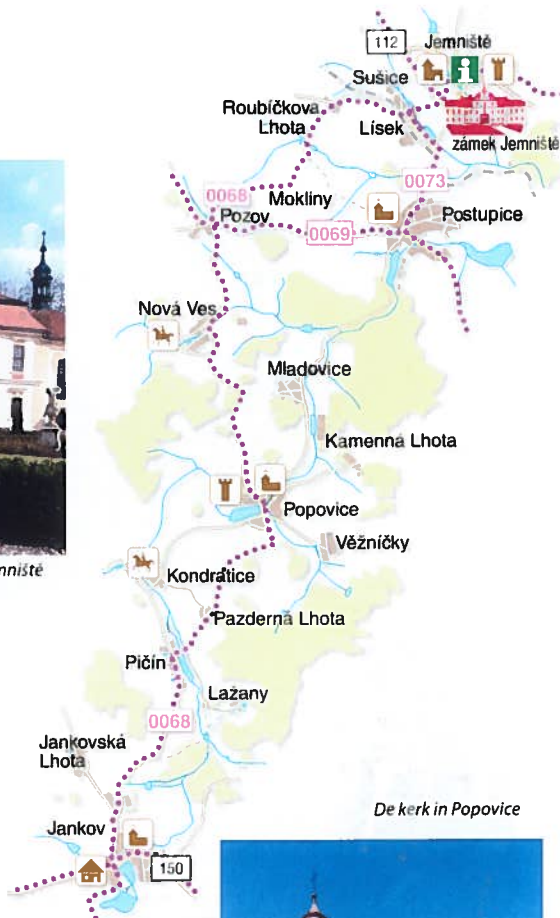 112
Jemniště
Sušice
Roubíčkova
Lhota
Lísek
zámek Jemniště
0073
0068
Mokliny
Pozov
0069
Postupice
Nová Ves
Mladovice
Kamenná Lhota
Popovice
Věžníčky
nniště
Kondratice
Pazderná Lhota
Pičín
Lažany
0068
Jankovská
Lhota
De kerk in Popovice
Jankov
150